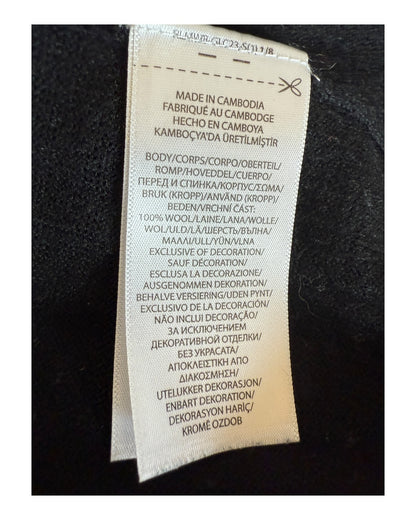 MADE IN CAMBODIA
FABRIQUÉ AU CAMBODGE
HECHO EN CAMBOYA
KAMBOÇYA'DA ÜRETİLMİŞTİR
BODY/CORPS/CORPO/OBERTEIL/
ROMP/HOVEDDEL/CUERPO/
ПЕРЕД И СПИНКА/КОРПУС/ΣΩΜΑ/
BRUK (KROPP)/ANVÄND (KROPP)/
BEDEN/VRCHNÍ ČÁST:
100% WOOL/LAINE/LANA/WOLLE/
WOL/ULD/LÃ/ШЕРСТЬ/ВЪЛНА/
ΜΑΛΛΙ/ULL/YÜN/VLNA
EXCLUSIVE OF DECORATION/
SAUF DÉCORATION/
ESCLUSA LA DECORAZIONE/
AUSGENOMMEN DEKORATION/
BEHALVE VERSIERING/UDEN PYNT/
EXCLUSIVO DE LA DECORACIÓN/
NÃO INCLUI DECORAÇÃO/
ЗА ИСКЛЮЧЕНИЕМ
ДЕКОРАТИВНОЙ ОТДЕЛКИ/
БЕЗ УКРАСАТА/
ΑΠΟΚΛΕΙΣΤΙΚΗ ΑΠΟ
ΔΙΑΚΟΣΜΗΣΗ/
UTELUKKER DEKORASJON/
ENBART DEKORATION/
DEKORASYON HARİÇ/
KROMĚ OZDOB